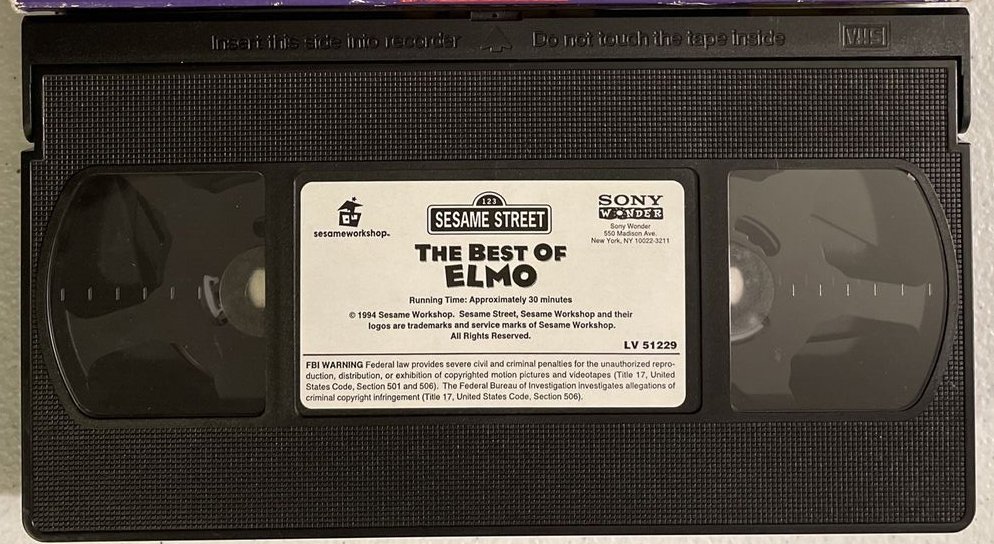 Insert this side into recorder Do not touch the tape inside VHS
123
SESAME STREET
sesameworkshop™
SONY
WONDER
Sony Wonder
550 Madison Ave.
New York, NY 10022-3211
THE BEST OF
ELMO
Running Time: Approximately 30 minutes
© 1994 Sesame Workshop. Sesame Street, Sesame Workshop and their
logos are trademarks and service marks of Sesame Workshop.
All Rights Reserved.
LV 51229
FBI WARNING Federal law provides severe civil and criminal penalties for the unauthorized repro-
duction, distribution, or exhibition of copyrighted motion pictures and videotapes (Title 17, United
States Code, Section 501 and 506). The Federal Bureau of Investigation investigates allegations of
criminal copyright infringement (Title 17, United States Code, Section 506).